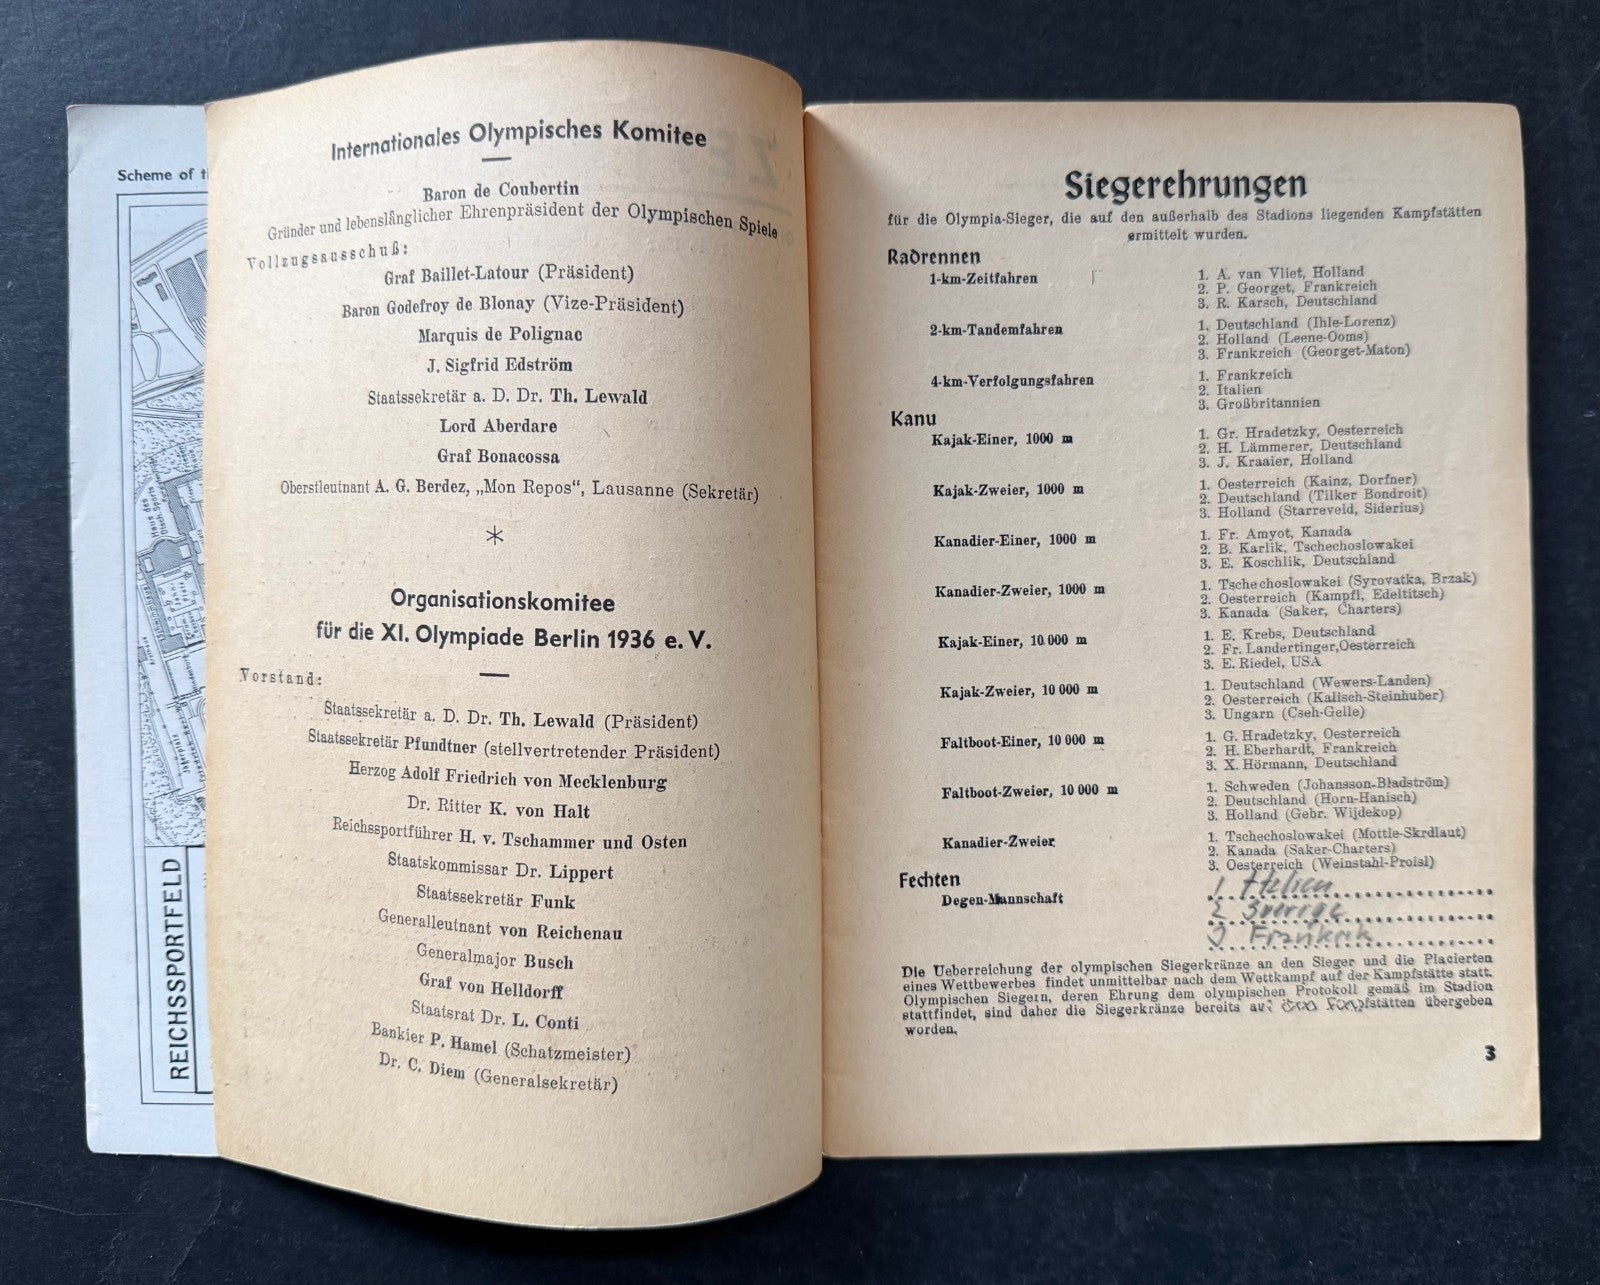 Scheme of th
Haus des
REICHSSPORTFELD
Internationales Olympisches Komitee
Baron de Coubertin
Gründer und lebenslänglicher Ehrenpräsident der Olympischen Spiele
Vollzugsausschuß:
Graf Baillet-Latour (Präsident)
Baron Godefroy de Blonay (Vize-Präsident)
Marquis de Polignac
J. Sigfrid Edström
Staatssekretär a. D. Dr. Th. Lewald
Lord Aberdare
Graf Bonacossa
Oberstleutnant A. G. Berdez, „Mon Repos“, Lausanne (Sekretär)
*
Organisationskomitee
für die XI. Olympiade Berlin 1936 e. V.
Vorstand:
Staatssekretär a. D. Dr. Th. Lewald (Präsident)
Staatssekretär Pfundtner (stellvertretender Präsident)
Herzog Adolf Friedrich von Mecklenburg
Dr. Ritter K. von Halt
Reichssportführer H. v. Tschammer und Osten
Staatskommissar Dr. Lippert
Staatssekretär Funk
Generalleutnant von Reichenau
Generalmajor Busch
Graf von Helldorff
Staatsrat Dr. L. Conti
Bankier P. Hamel (Schatzmeister)
Dr. C. Diem (Generalsekretär)
Siegerehrungen
für die Olympia-Sieger, die auf den außerhalb des Stadions liegenden Kampfstätten
ermittelt wurden.
Radrennen
1-km-Zeitfahren
1. A. van Vliet, Holland
2. P. Georget, Frankreich
3. R. Karsch, Deutschland
2-km-Tandemfahren
1. Deutschland (Ihle-Lorenz)
2. Holland (Leene-Ooms)
3. Frankreich (Georget-Maton)
4-km-Verfolgungsfahren
1. Frankreich
2. Italien
3. Großbritannien
Kanu
Kajak-Einer, 1000 m
1. Gr. Hradetzky, Oesterreich
2. H. Lämmerer, Deutschland
3. J. Kraaier, Holland
Kajak-Zweier, 1000 m
1. Oesterreich (Kainz, Dorfner)
2. Deutschland (Tilker Bondroit)
3. Holland (Starreveld, Siderius)
Kanadier-Einer, 1000 m
1. Fr. Amyot, Kanada
2. B. Karlik, Tschechoslowakei
3. E. Koschlik, Deutschland
Kanadier-Zweier, 1000 m
1. Tschechoslowakei (Syrovatka, Brzak)
2. Oesterreich (Kampfl, Edeltitsch)
3. Kanada (Saker, Charters)
Kajak-Einer, 10 000 m
1. E. Krebs, Deutschland
2. Fr. Landertinger,Oesterreich
3. E. Riedel, USA
Kajak-Zweier, 10 000 m
1. Deutschland (Wewers-Landen)
2. Oesterreich (Kalisch-Steinhuber)
3. Ungarn (Cseh-Gelle)
Faltboot-Einer, 10 000 m
1. G. Hradetzky, Oesterreich
2. H. Eberhardt, Frankreich
3. X. Hörmann, Deutschland
Faltboot-Zweier, 10 000 m
1. Schweden (Johansson-Bladström)
2. Deutschland (Horn-Hanisch)
3. Holland (Gebr. Wijdekop)
Kanadier-Zweier
1. Tschechoslowakei (Mottle-Skrdlaut)
2. Kanada (Saker-Charters)
3. Oesterreich (Weinstahl-Proisl)
Fechten
Degen-Mannschaft
1. Italien
2. Sverige
3.
Die Ueberreichung der olympischen Siegerkränze an den Sieger und die Placierten
eines Wettbewerbes findet unmittelbar nach dem Wettkampf auf der Kampfstätte statt.
Olympischen Siegern, deren Ehrung dem olympischen Protokoll gemäß im Stadion
stattfindet, sind daher die Siegerkränze bereits auf den Kampfstätten übergeben
worden.
3